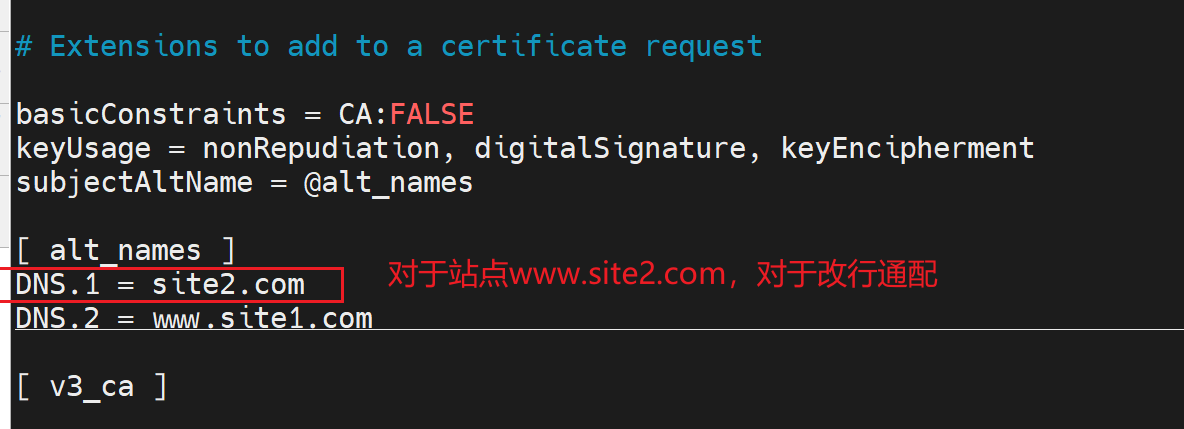 # Extensions to add to a certificate request
basicConstraints = CA:FALSE
keyUsage = nonRepudiation, digitalSignature, keyEncipherment
subjectAltName = @alt_names
[ alt_names ]
DNS.1 = site2.com
对于站点www.site2.com，对于改行通配
DNS.2 = www.site1.com
[ v3_ca ]